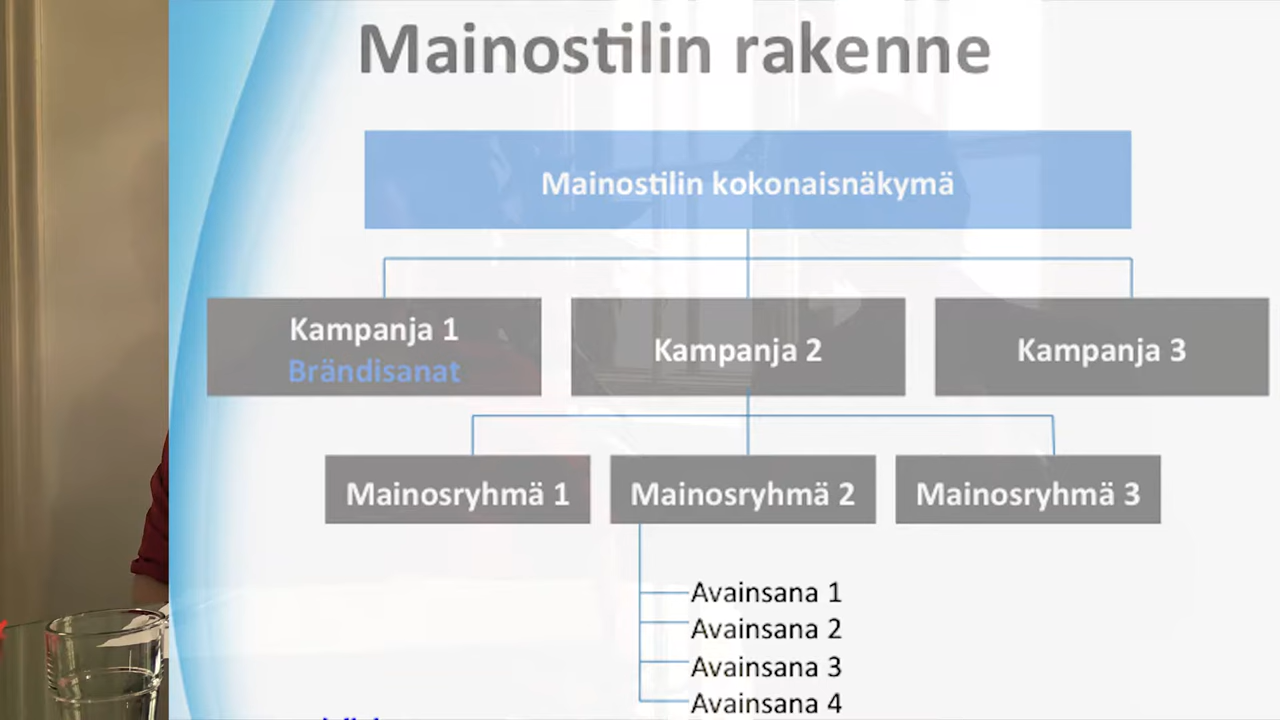 Mainostilin rakenne
Mainostilin kokonaisnäkymä
Kampanja 1
Brändisanat
Kampanja 2
Kampanja 3
Mainosryhmä 1
Mainosryhmä 2
Mainosryhmä 3
Avainsana 1
Avainsana 2
Avainsana 3
Avainsana 4